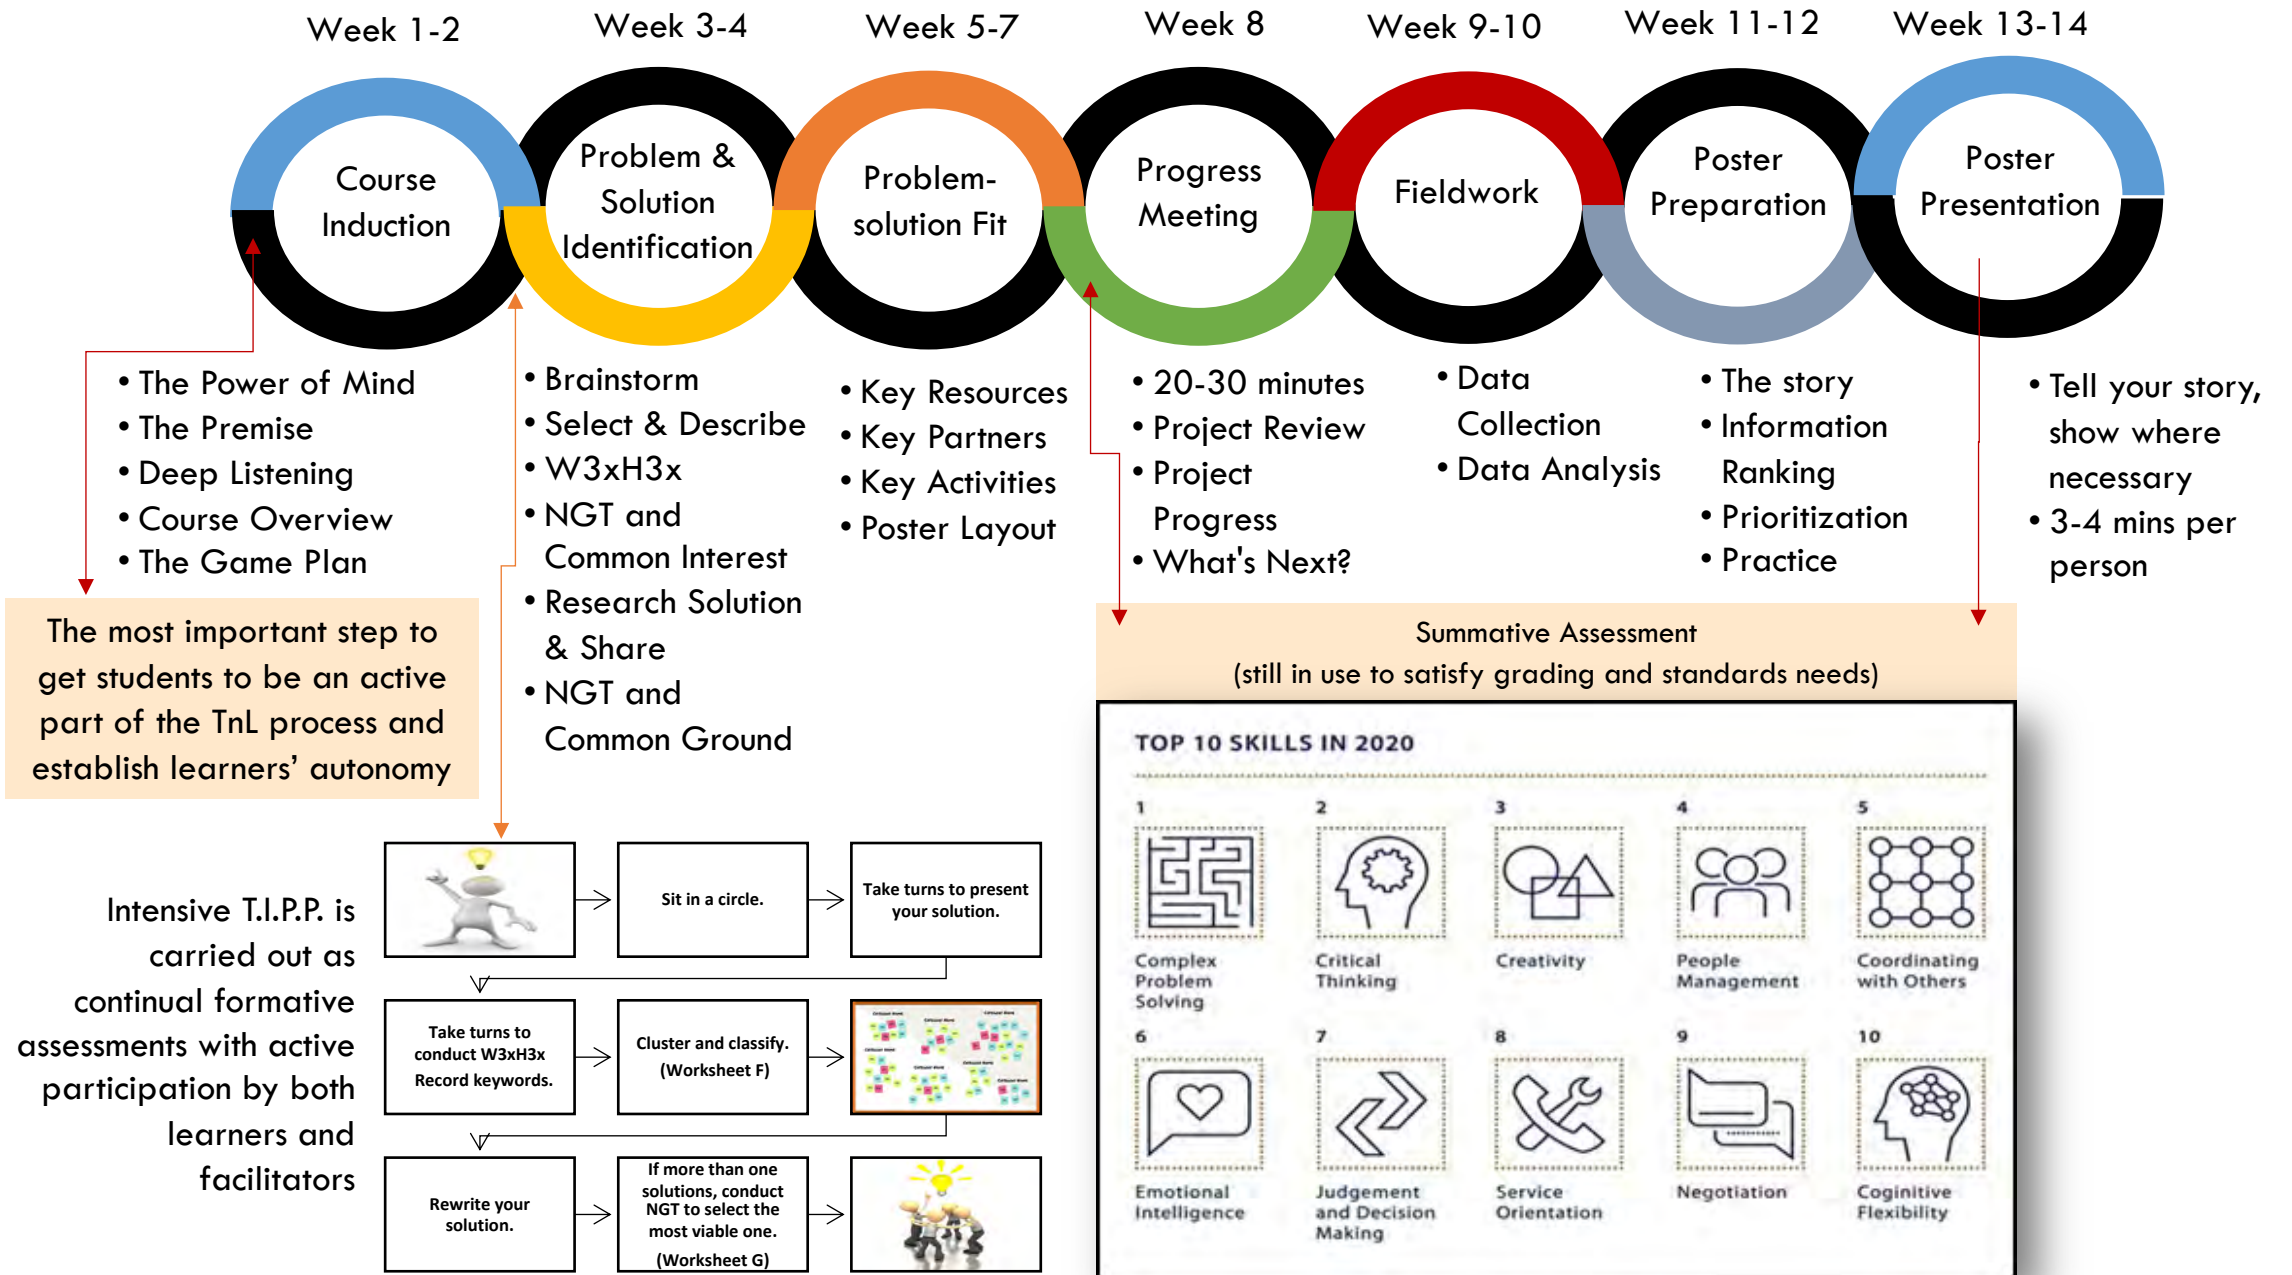 Week 1-2
Week 3-4
Week 5-7
Week 8
Week 9-10
Week 11-12
Week 13-14
Course
Induction
Problem &
Solution
Identification
Problem-
solution Fit
Progress
Meeting
Fieldwork
Poster
Preparation
Poster
Presentation
• The Power of Mind
• The Premise
• Deep Listening
• Course Overview
• The Game Plan
• Brainstorm
• Select & Describe
• W3xH3x
• NGT and
Common Interest
• Research Solution
& Share
• NGT and
Common Ground
• Key Resources
• Key Partners
• Key Activities
• Poster Layout
• 20-30 minutes
• Project Review
• Project
Progress
• What's Next?
• Data
Collection
• Data Analysis
• The story
• Information
Ranking
• Prioritization
• Practice
• Tell your story,
show where
necessary
• 3-4 mins per
person
The most important step to
get students to be an active
part of the TnL process and
establish learners’ autonomy
Summative Assessment
(still in use to satisfy grading and standards needs)
Intensive T.I.P.P. is
carried out as
continual formative
assessments with active
participation by both
learners and
facilitators
Sit in a circle.
Take turns to present
your solution.
Take turns to
conduct W3xH3x
Record keywords.
Cluster and classify.
(Worksheet F)
Rewrite your
solution.
If more than one
solutions, conduct
NGT to select the
most viable one.
(Worksheet G)
TOP 10 SKILLS IN 2020
1
2
3
4
5
Complex
Problem
Solving
Critical
Thinking
Creativity
People
Management
Coordinating
with Others
6
7
8
9
10
Emotional
Intelligence
Judgement
and Decision
Making
Service
Orientation
Negotiation
Coginitive
Flexibility